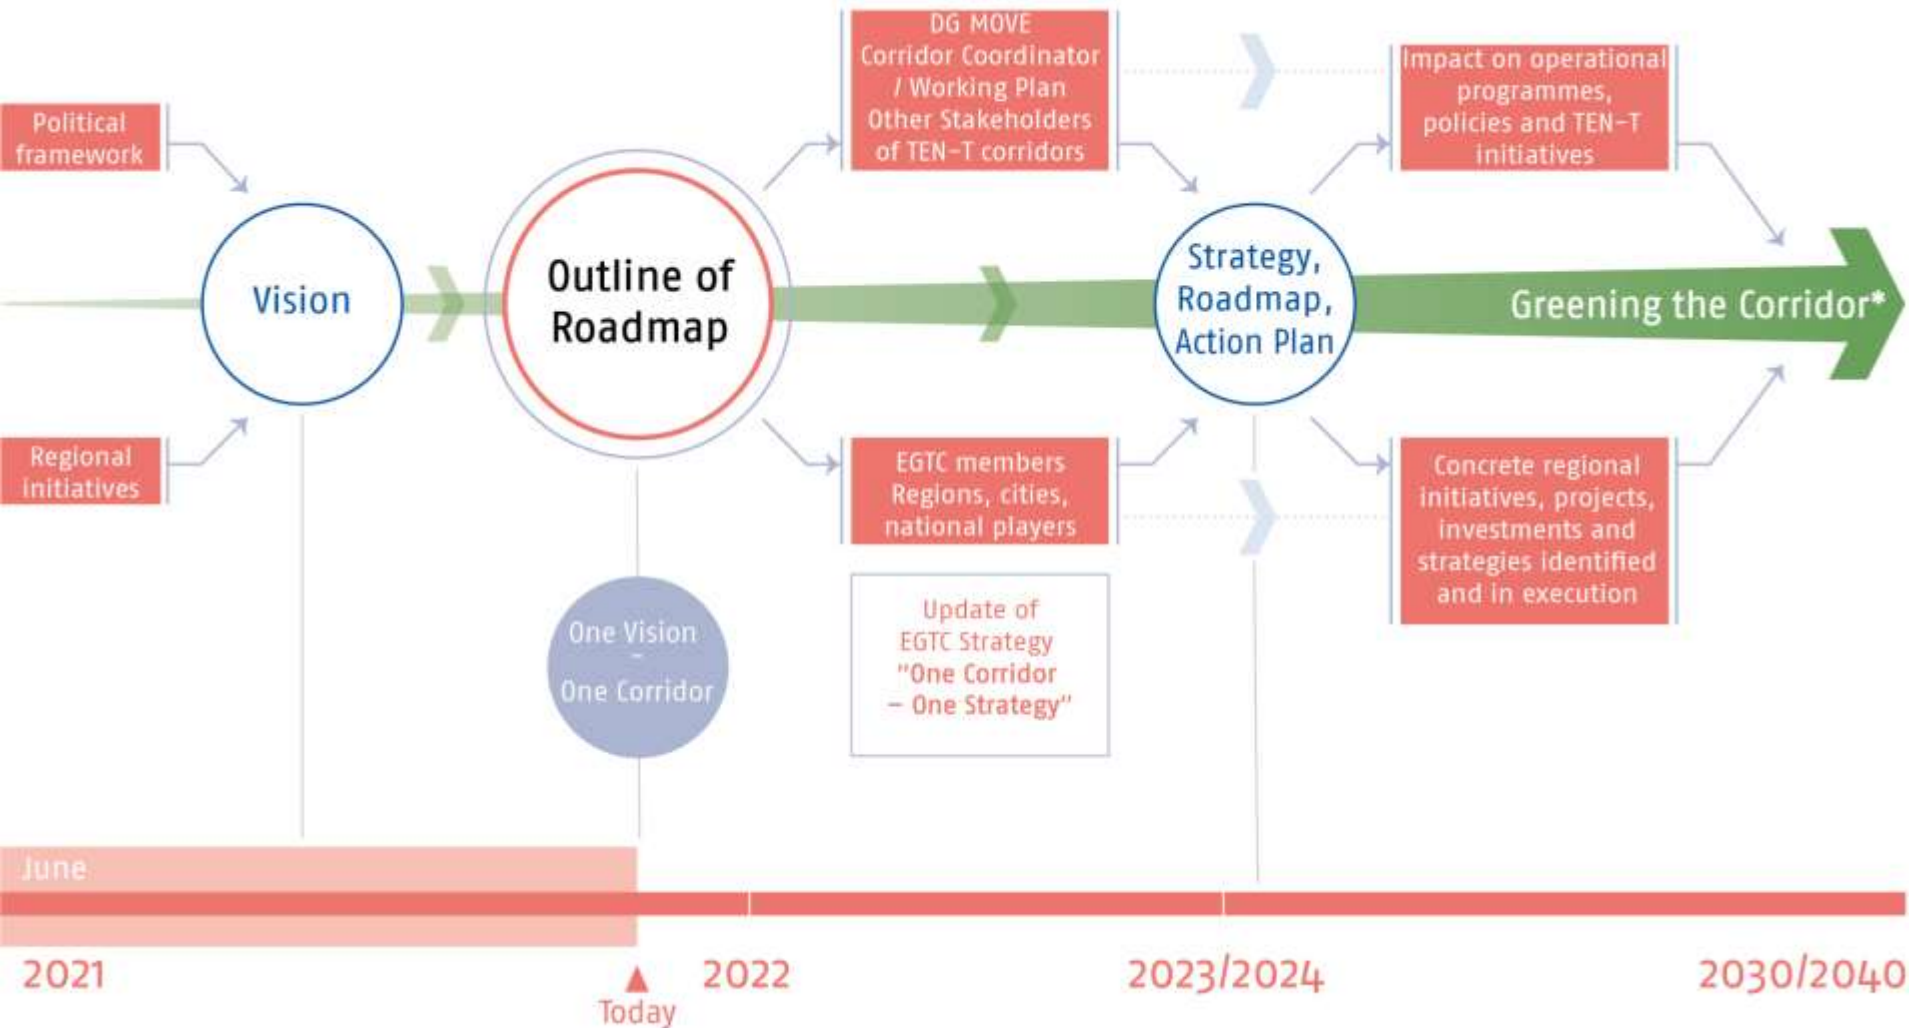 Political
framework
Regional
initiatives
Vision
Outline of
Roadmap
One Vision
–
One Corridor
DG MOVE
Corridor Coordinator
/ Working Plan
Other Stakeholders
of TEN-T corridors
EGTC members
Regions, cities,
national players
Update of
EGTC Strategy
"One Corridor
– One Strategy"
Strategy,
Roadmap,
Action Plan
Impact on operational
programmes,
policies and TEN-T
initiatives
Concrete regional
initiatives, projects,
investments and
strategies identified
and in execution
Greening the Corridor*
June
2021
Today
2022
2023/2024
2030/2040